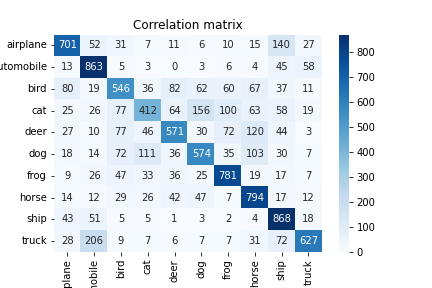 Correlation matrix
airplane 701 52 31 7 11 6 10 15 140 27
utomobile 13 863 5 3 0 3 6 4 45 58
bird 80 19 546 36 82 62 60 67 37 11
cat 25 26 77 412 64 156 100 63 58 19
deer 27 10 77 46 571 30 72 120 44 3
dog 18 14 72 111 36 574 35 103 30 7
frog 9 26 47 33 36 25 781 19 17 7
horse 14 12 29 26 42 47 7 794 17 12
ship 43 51 5 5 1 3 2 4 868 18
truck 28 206 9 7 6 7 7 31 72 627
plane mobile bird cat deer dog frog horse ship truck
800
700
600
500
400
300
200
100
0